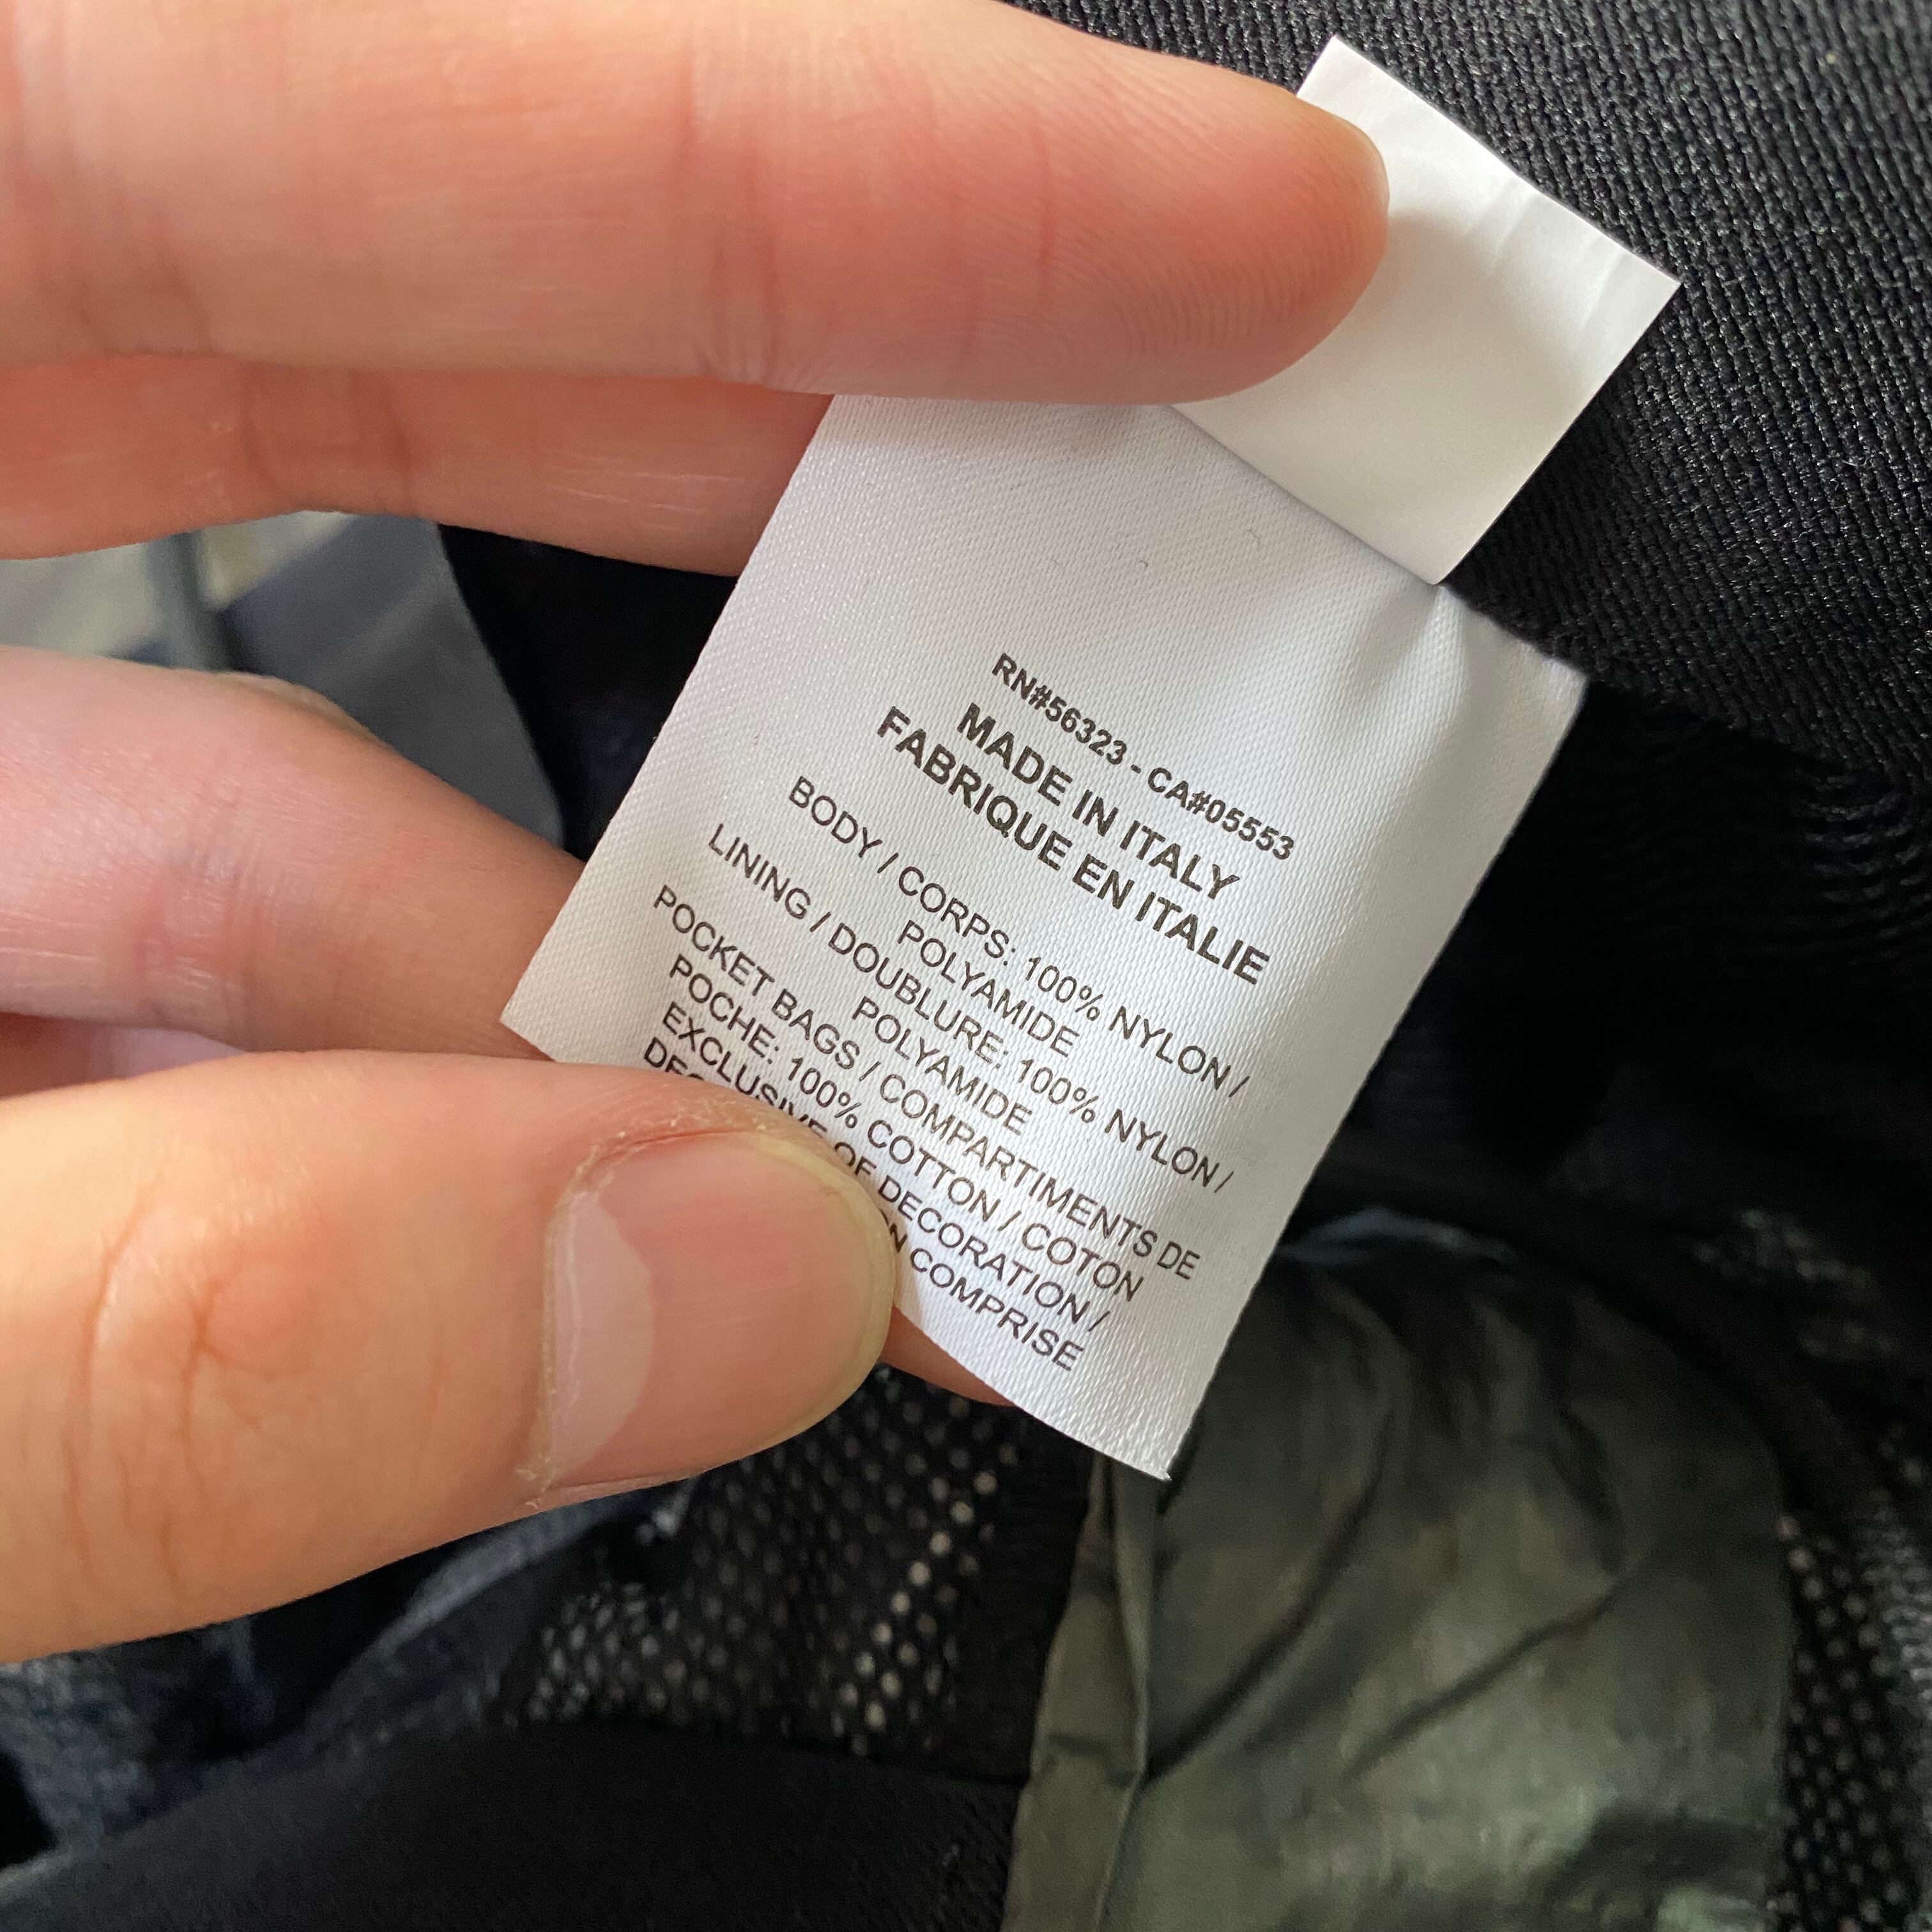 RN#56323 - CA#05553
MADE IN ITALY
FABRIQUE EN ITALIE
BODY / CORPS: 100% NYLON /
POLYAMIDE
LINING / DOUBLURE: 100% NYLON /
POLYAMIDE
POCKET BAGS / COMPARTIMENTS DE
POCHE: 100% COTTON / COTON
EXCLUSIVE OF DECORATION /
COMPRISE